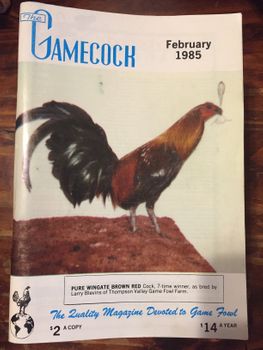 The
GAMECOCK
February
1985
PURE WINGATE BROWN RED Cock, 7-time winner, as bred by
Larry Blevins of Thompson Valley Game Fowl Farm.
The Quality Magazine Devoted to Game Fowl
$2 A COPY
$14 A YEAR